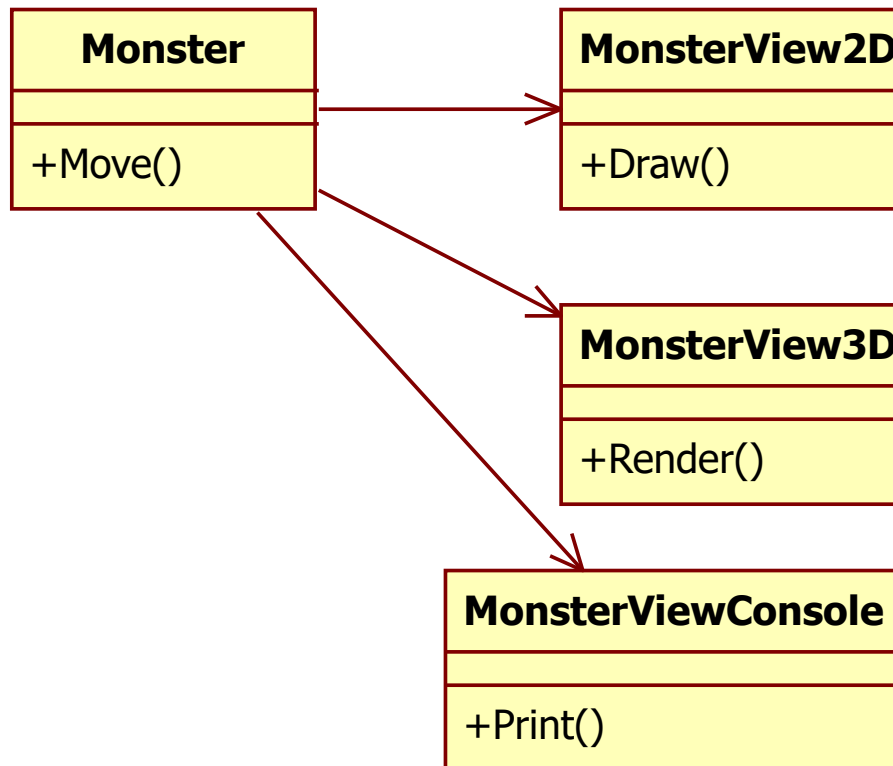 Monster
+Move()
MonsterView2D
+Draw()
MonsterView3D
+Render()
MonsterViewConsole
+Print()